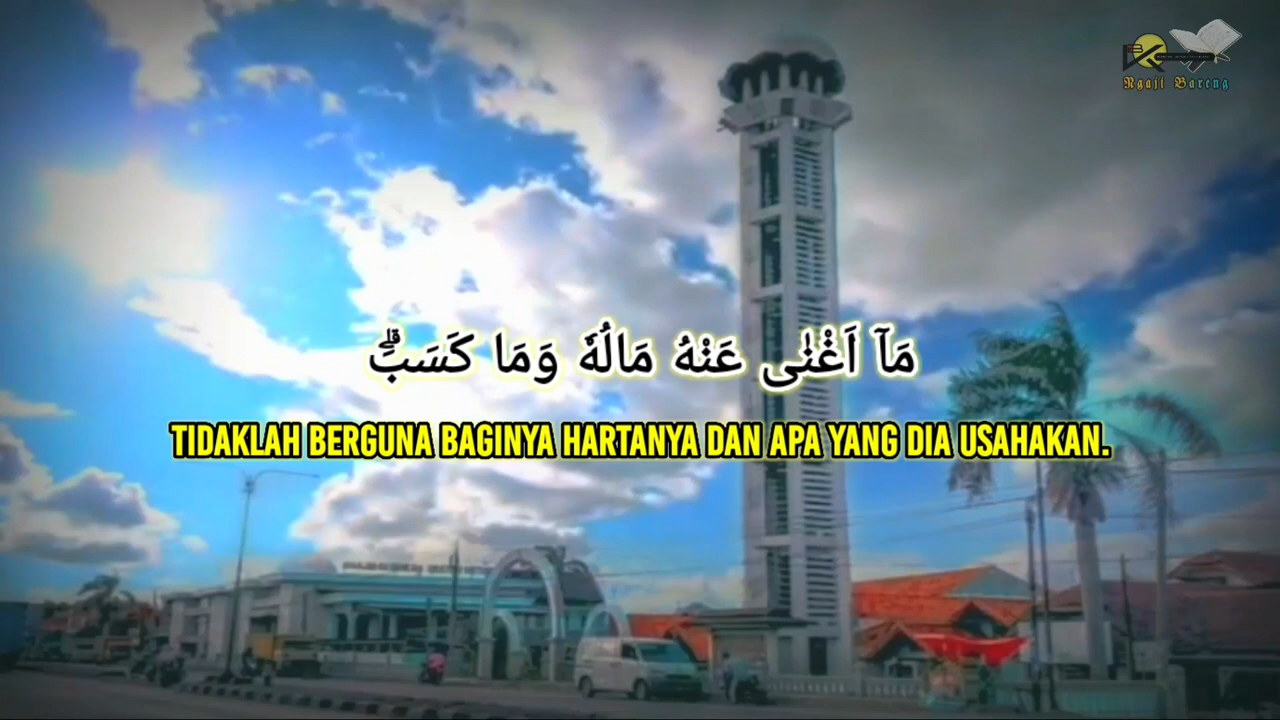 Ngaji Bareng
مَآ اَغْنٰى عَنْهُ مَالُهٗ وَمَا كَسَبَۗ
TIDAKLAH BERGUNA BAGINYA HARTANYA DAN APA YANG DIA USAHAKAN.